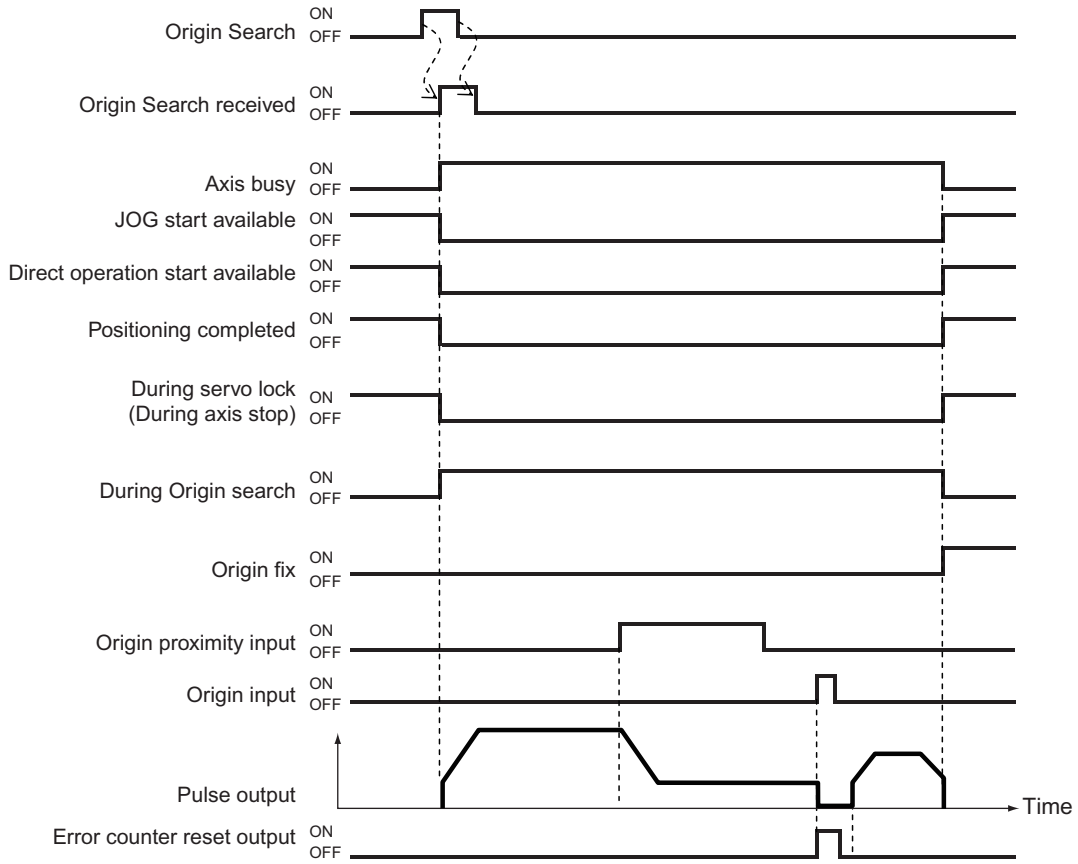 Origin Search ON
OFF
Origin Search received ON
OFF
Axis busy ON
OFF
JOG start available ON
OFF
Direct operation start available ON
OFF
Positioning completed ON
OFF
During servo lock
(During axis stop) ON
OFF
During Origin search ON
OFF
Origin fix ON
OFF
Origin proximity input ON
OFF
Origin input ON
OFF
Pulse output
Time
Error counter reset output ON
OFF